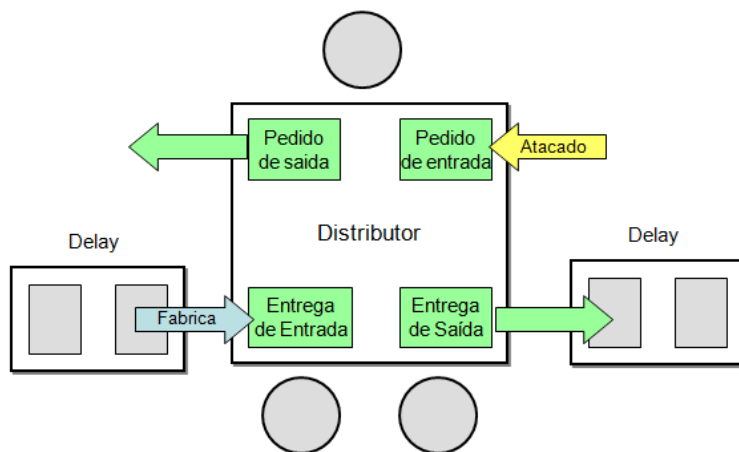 Pedido
de saida
Pedido
de entrada
Atacado
Distributor
Delay
Delay
Fabrica
Entrega
de Entrada
Entrega
de Saída